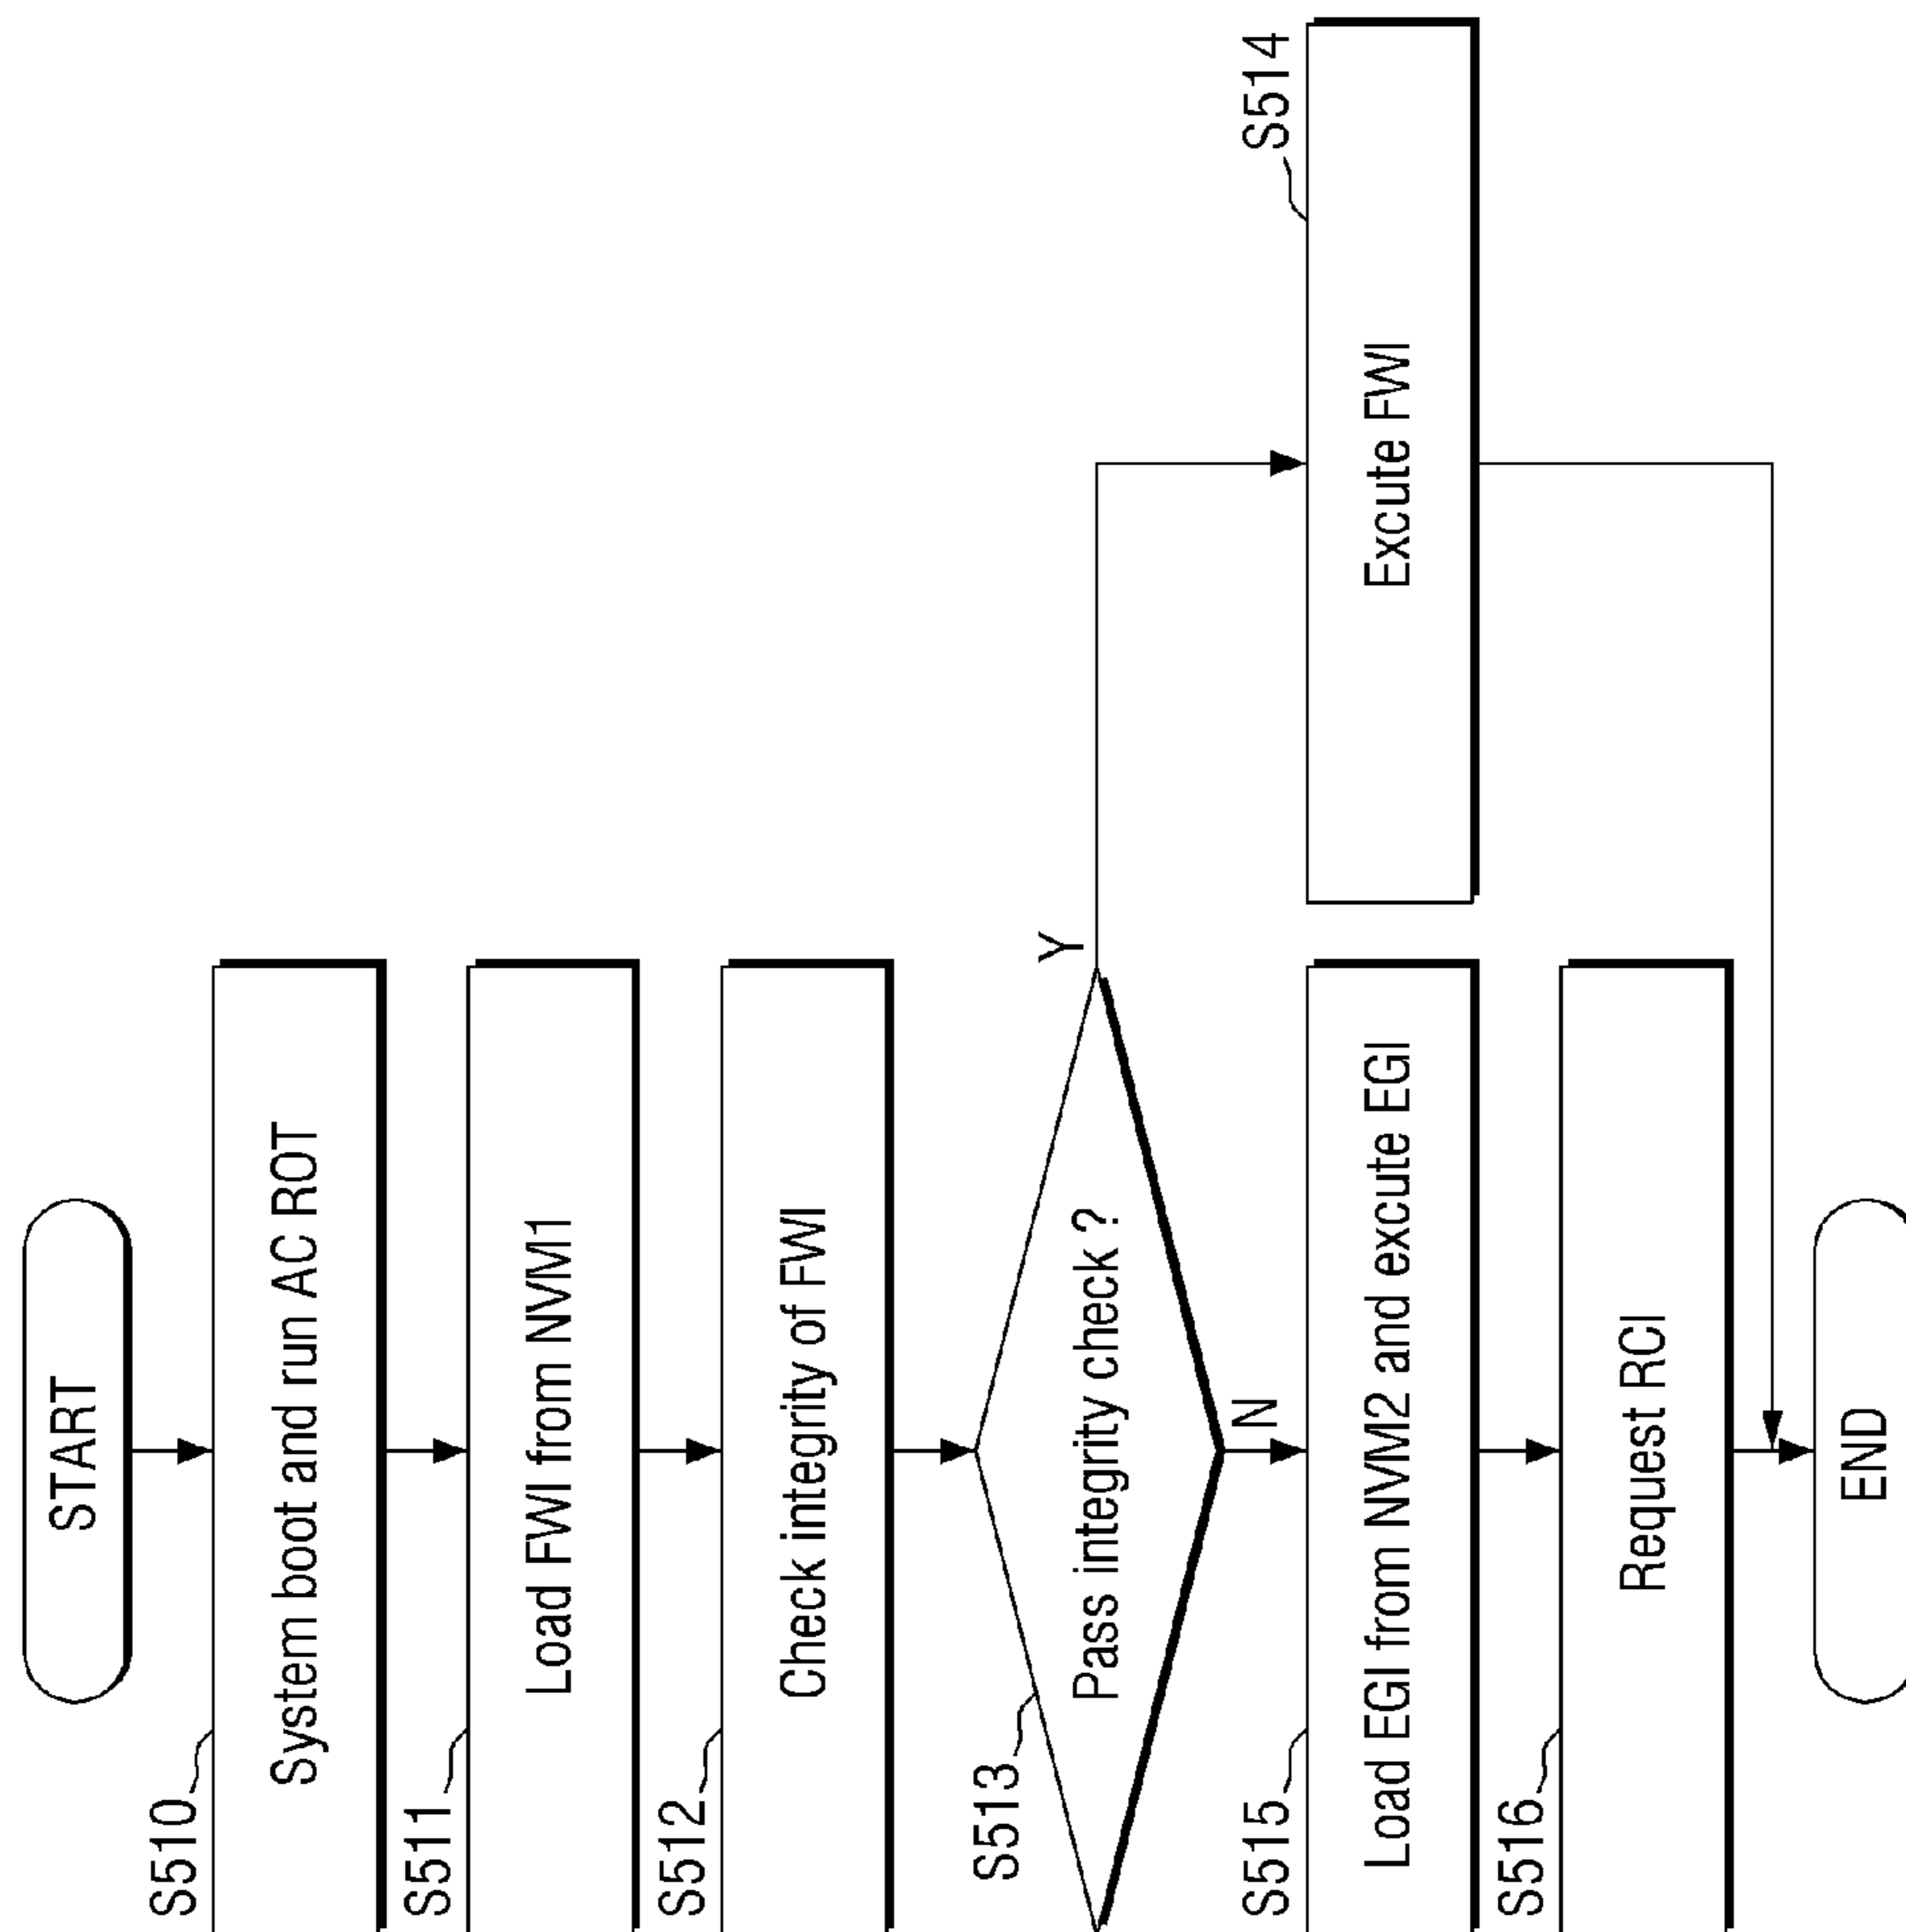 START
S510
System boot and run AC ROT
S511
Load FWI from NVM1
S512
Check integrity of FWI
S513
Pass integrity check ?
Y
N
S514
Excute FWI
S515
Load EGI from NVM2 and excute EGI
S516
Request RCI
END